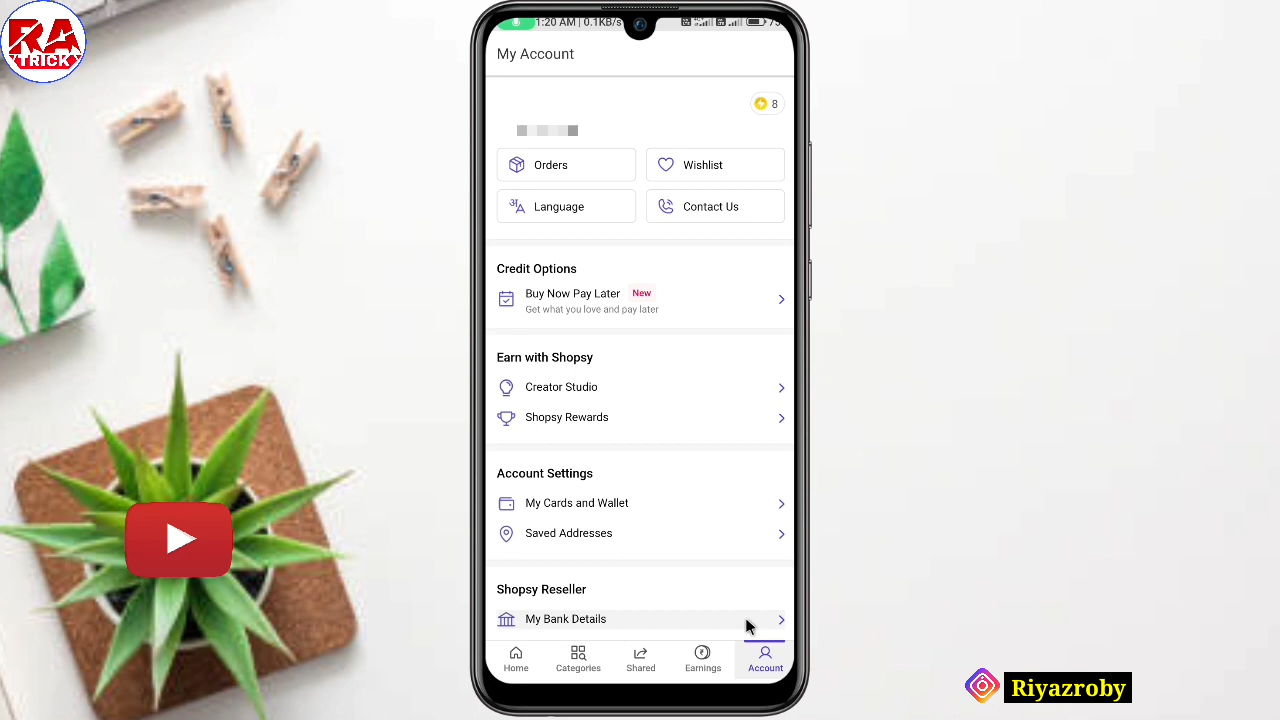 RA
TRICK
1:20 AM | 0.1KB/s
My Account
8
Orders
Wishlist
अA
Language
Contact Us
Credit Options
Buy Now Pay Later New
Get what you love and pay later
Earn with Shopsy
Creator Studio
Shopsy Rewards
Account Settings
My Cards and Wallet
Saved Addresses
Shopsy Reseller
My Bank Details
Home
Categories
Shared
₹
Earnings
Account
Riyazroby